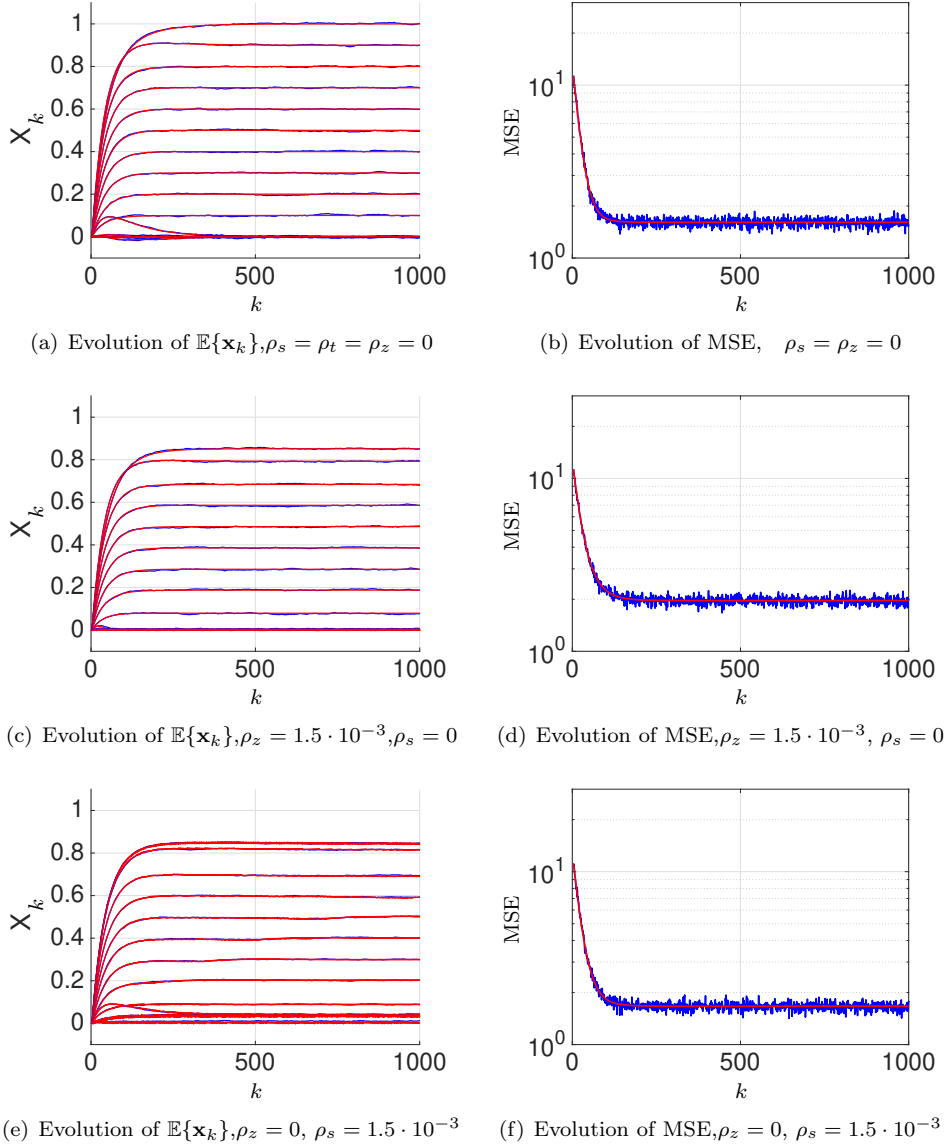 1
0.8
0.6
0.4
0.2
0
X_k
0 500 1000
k
10^1
10^0
MSE
0 500 1000
k
(a) Evolution of 𝔼{𝐱_k},ρ_s = ρ_t = ρ_z = 0
(b) Evolution of MSE, ρ_s = ρ_z = 0
1
0.8
0.6
0.4
0.2
0
X_k
0 500 1000
k
10^1
10^0
MSE
0 500 1000
k
(c) Evolution of 𝔼{𝐱_k},ρ_z = 1.5 · 10^{−3},ρ_s = 0
(d) Evolution of MSE,ρ_z = 1.5 · 10^{−3}, ρ_s = 0
1
0.8
0.6
0.4
0.2
0
X_k
0 500 1000
k
10^1
10^0
MSE
0 500 1000
k
(e) Evolution of 𝔼{𝐱_k},ρ_z = 0, ρ_s = 1.5 · 10^{−3}
(f) Evolution of MSE,ρ_z = 0, ρ_s = 1.5 · 10^{−3}